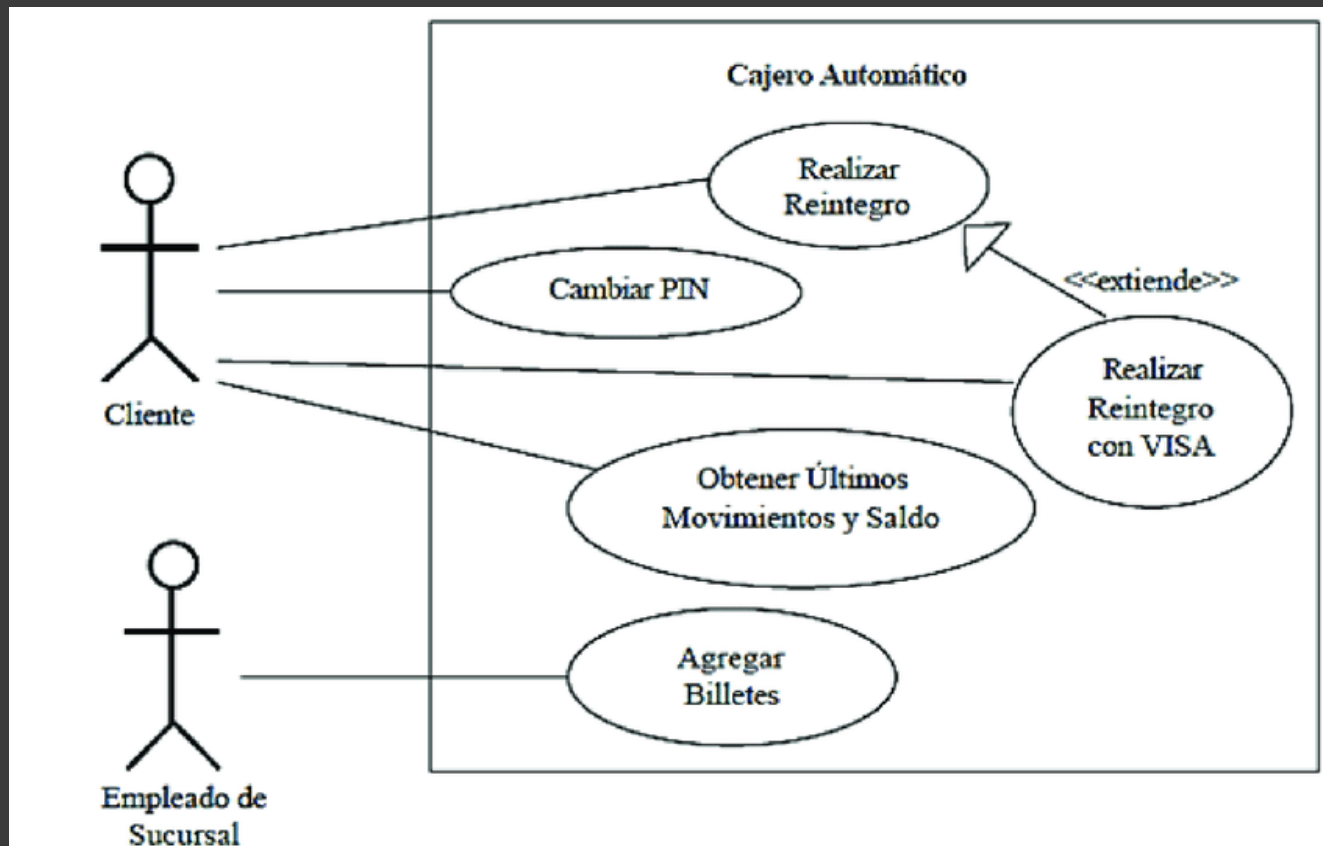 Cajero Automático
Realizar
Reintegro
Cambiar PIN
<<extiende>>
Realizar
Reintegro
con VISA
Cliente
Obtener Últimos
Movimientos y Saldo
Agregar
Billetes
Empleado de
Sucursal